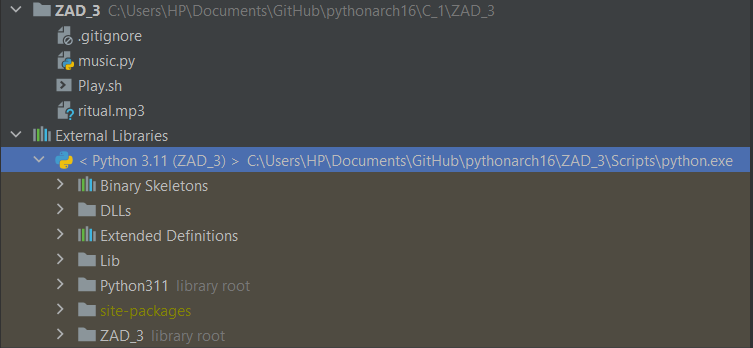 ZAD_3 C:\Users\HP\Documents\GitHub\pythonarch16\C_1\ZAD_3
.gitignore
music.py
Play.sh
ritual.mp3
External Libraries
< Python 3.11 (ZAD_3) > C:\Users\HP\Documents\GitHub\pythonarch16\ZAD_3\Scripts\python.exe
Binary Skeletons
DLLs
Extended Definitions
Lib
Python311 library root
site-packages
ZAD_3 library root